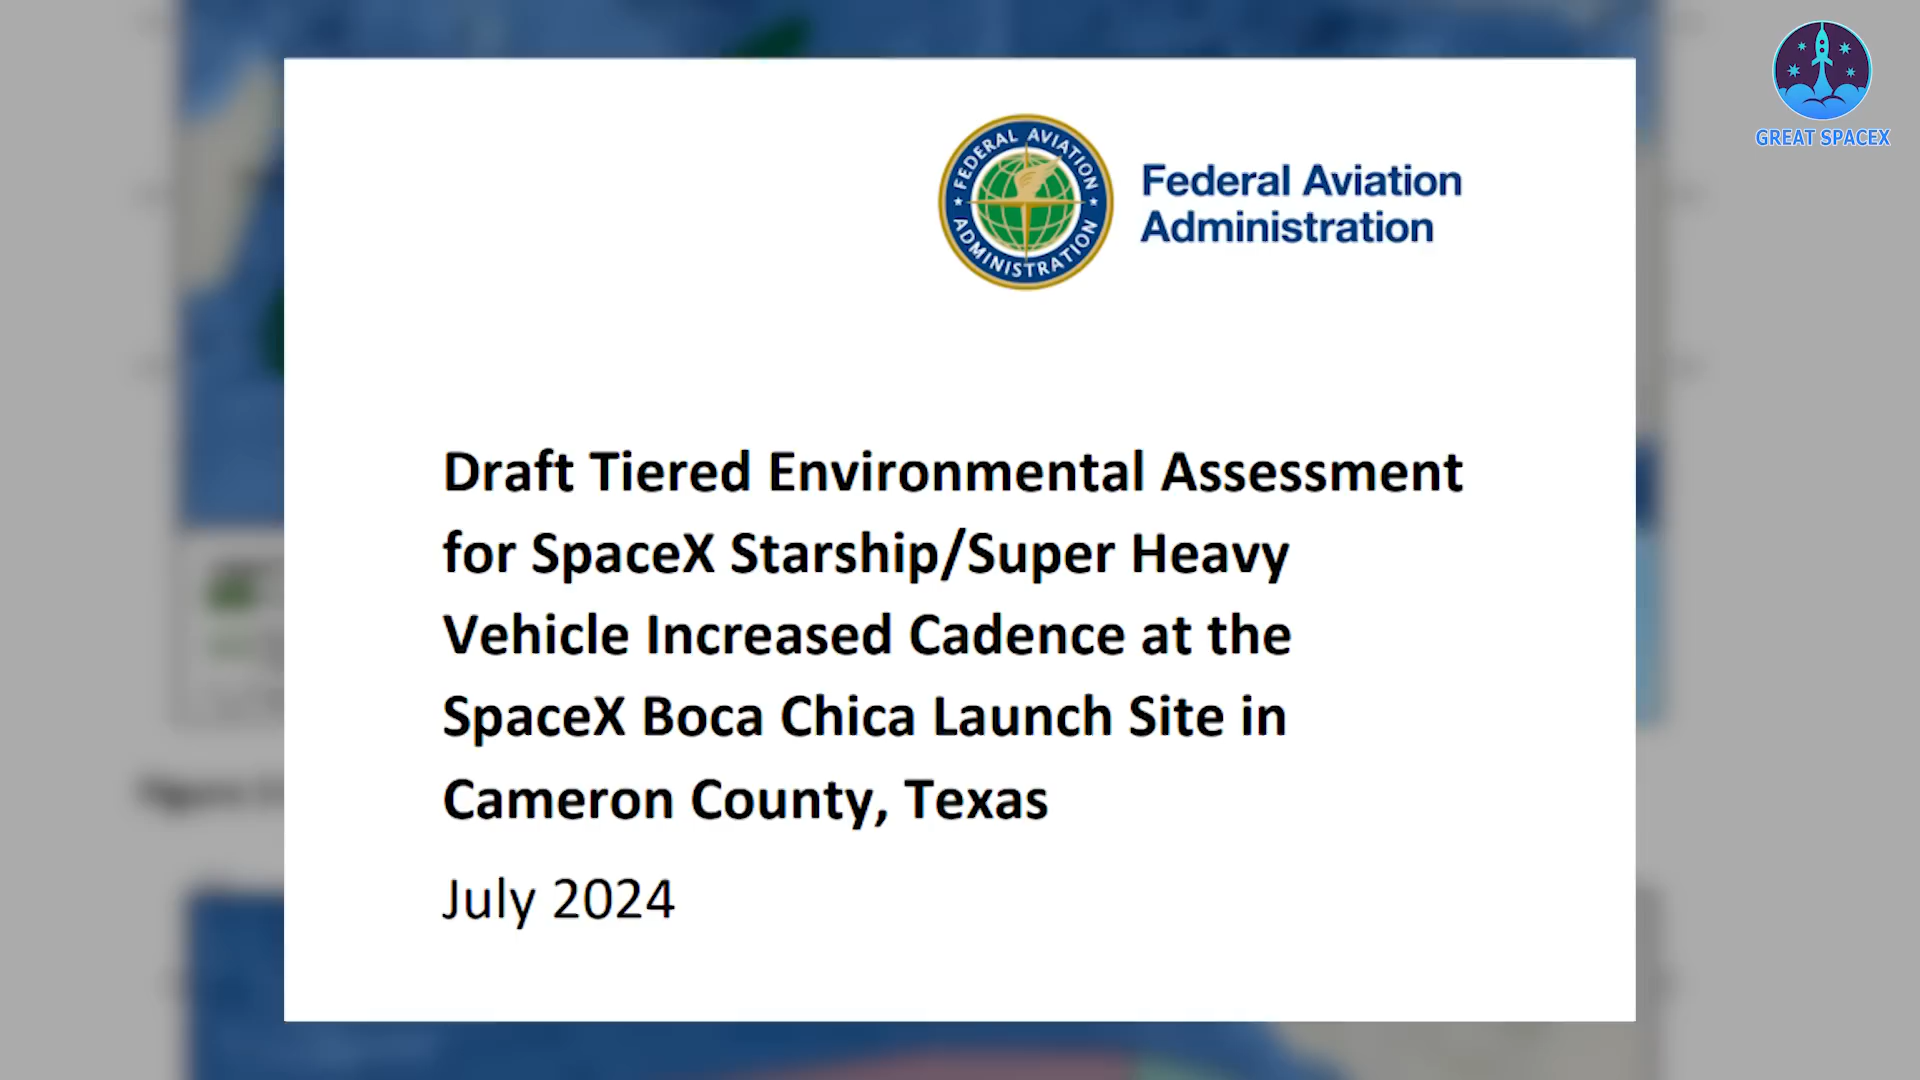 GREAT SPACEX
FEDERAL AVIATION
ADMINISTRATION
Federal Aviation
Administration
Draft Tiered Environmental Assessment
for SpaceX Starship/Super Heavy
Vehicle Increased Cadence at the
SpaceX Boca Chica Launch Site in
Cameron County, Texas
July 2024